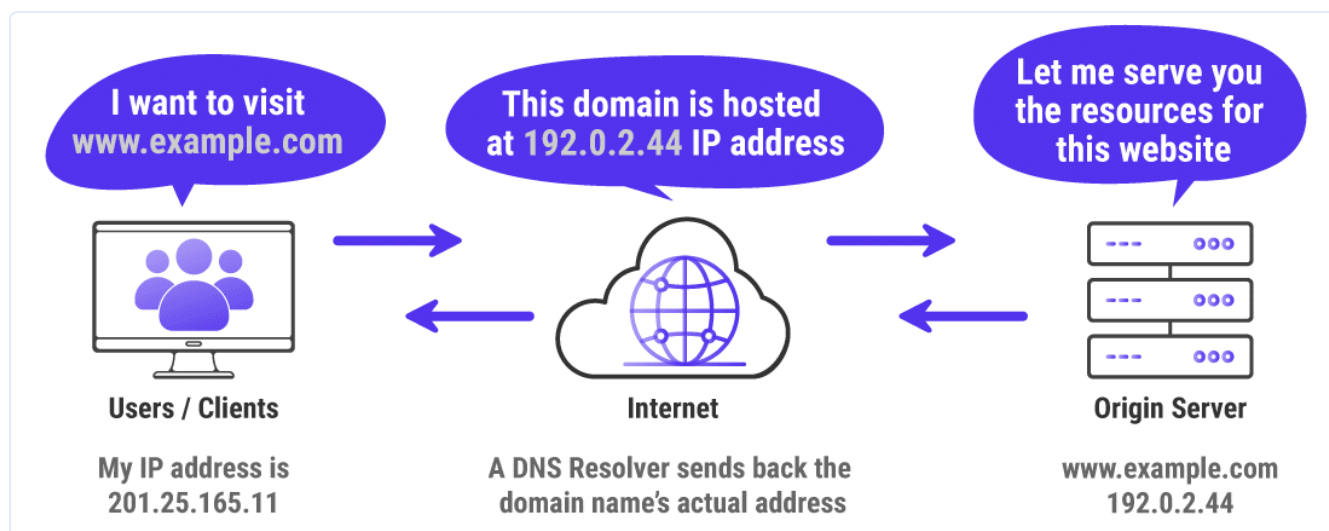 I want to visit
www.example.com
This domain is hosted
at 192.0.2.44 IP address
Let me serve you
the resources for
this website
Users / Clients
Internet
Origin Server
My IP address is
201.25.165.11
A DNS Resolver sends back the
domain name’s actual address
www.example.com
192.0.2.44